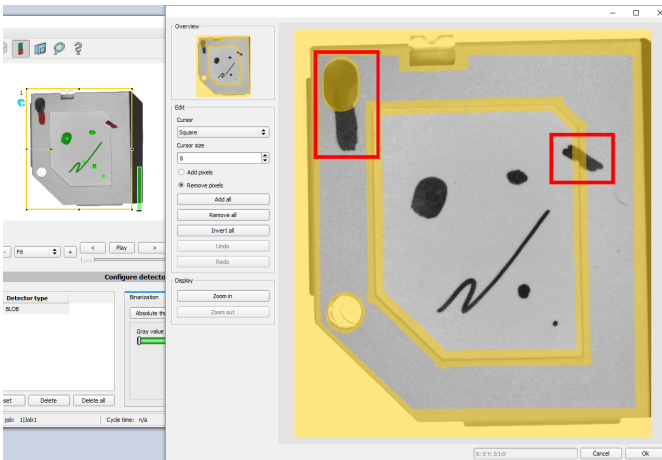 Overview
1
Edit
Cursor
Square
Cursor size
8
Add pixels
Remove pixels
Add all
Remove all
Invert all
Undo
Redo
Display
Zoom in
Zoom out
Fit
+
<
Play
>
Configure detecto
Detector type
BLOB
Binarization
Absolute th
Gray value
set
Delete
Delete all
job: 1|Job1
Cycle time: n/a
X: 0 Y: 0 I:0
Cancel
Ok